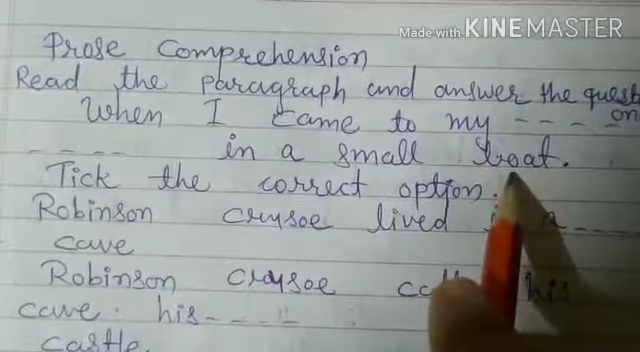 Made with KINEMASTER
Prose Comprehension
Read the paragraph and answer the quest
on
When I came to my - - - -
- - - - - in a small boat.
Tick the correct option.
Robinson crusoe lived a - - - -
cave
Robinson crusoe his
cave. his - - - -
castle.